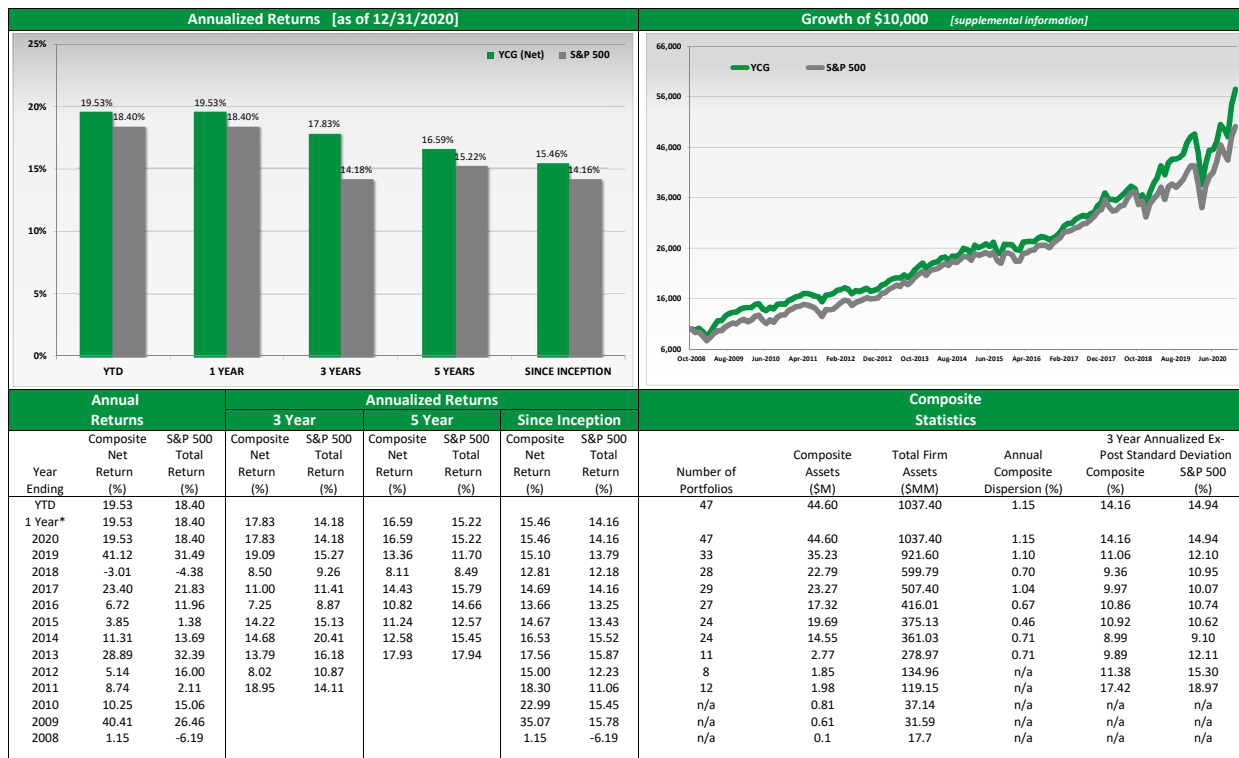 Annualized Returns [as of 12/31/2020]
25%
20%
15%
10%
5%
0%
YCG (Net) S&P 500
19.53% 18.40%
19.53% 18.40%
17.83% 14.18%
16.59% 15.22%
15.46% 14.16%
YTD 1 YEAR 3 YEARS 5 YEARS SINCE INCEPTION
Growth of $10,000 [supplemental information]
66,000
56,000
46,000
36,000
26,000
16,000
6,000
YCG S&P 500
Oct-2008 Aug-2009 Jun-2010 Apr-2011 Feb-2012 Dec-2012 Oct-2013 Aug-2014 Jun-2015 Apr-2016 Feb-2017 Dec-2017 Oct-2018 Aug-2019 Jun-2020
Annual Annualized Returns Composite
Returns 3 Year 5 Year Since Inception Statistics
Composite S&P 500 Composite S&P 500 Composite S&P 500 Composite S&P 500 3 Year Annualized Ex-
Net Total Net Total Net Total Net Total Composite Total Firm Annual Post Standard Deviation
Year Return Return Return Return Return Return Return Return Number of Assets Assets Composite Composite S&P 500
Ending (%) (%) (%) (%) (%) (%) (%) (%) Portfolios ($M) ($MM) Dispersion (%) (%) (%)
YTD 19.53 18.40 47 44.60 1037.40 1.15 14.16 14.94
1 Year* 19.53 18.40 17.83 14.18 16.59 15.22 15.46 14.16
2020 19.53 18.40 17.83 14.18 16.59 15.22 15.46 14.16 47 44.60 1037.40 1.15 14.16 14.94
2019 41.12 31.49 19.09 15.27 13.36 11.70 15.10 13.79 33 35.23 921.60 1.10 11.06 12.10
2018 -3.01 -4.38 8.50 9.26 8.11 8.49 12.81 12.18 28 22.79 599.79 0.70 9.36 10.95
2017 23.40 21.83 11.00 11.41 14.43 15.79 14.69 14.16 29 23.27 507.40 1.04 9.97 10.07
2016 6.72 11.96 7.25 8.87 10.82 14.66 13.66 13.25 27 17.32 416.01 0.67 10.86 10.74
2015 3.85 1.38 14.22 15.13 11.24 12.57 14.67 13.43 24 19.69 375.13 0.46 10.92 10.62
2014 11.31 13.69 14.68 20.41 12.58 15.45 16.53 15.52 24 14.55 361.03 0.71 8.99 9.10
2013 28.89 32.39 13.79 16.18 17.93 17.94 17.56 15.87 11 2.77 278.97 0.71 9.89 12.11
2012 5.14 16.00 8.02 10.87 15.00 12.23 8 1.85 134.96 n/a 11.38 15.30
2011 8.74 2.11 18.95 14.11 18.30 11.06 12 1.98 119.15 n/a 17.42 18.97
2010 10.25 15.06 22.99 15.45 n/a 0.81 37.14 n/a n/a n/a
2009 40.41 26.46 35.07 15.78 n/a 0.61 31.59 n/a n/a n/a
2008 1.15 -6.19 1.15 -6.19 n/a 0.1 17.7 n/a n/a n/a